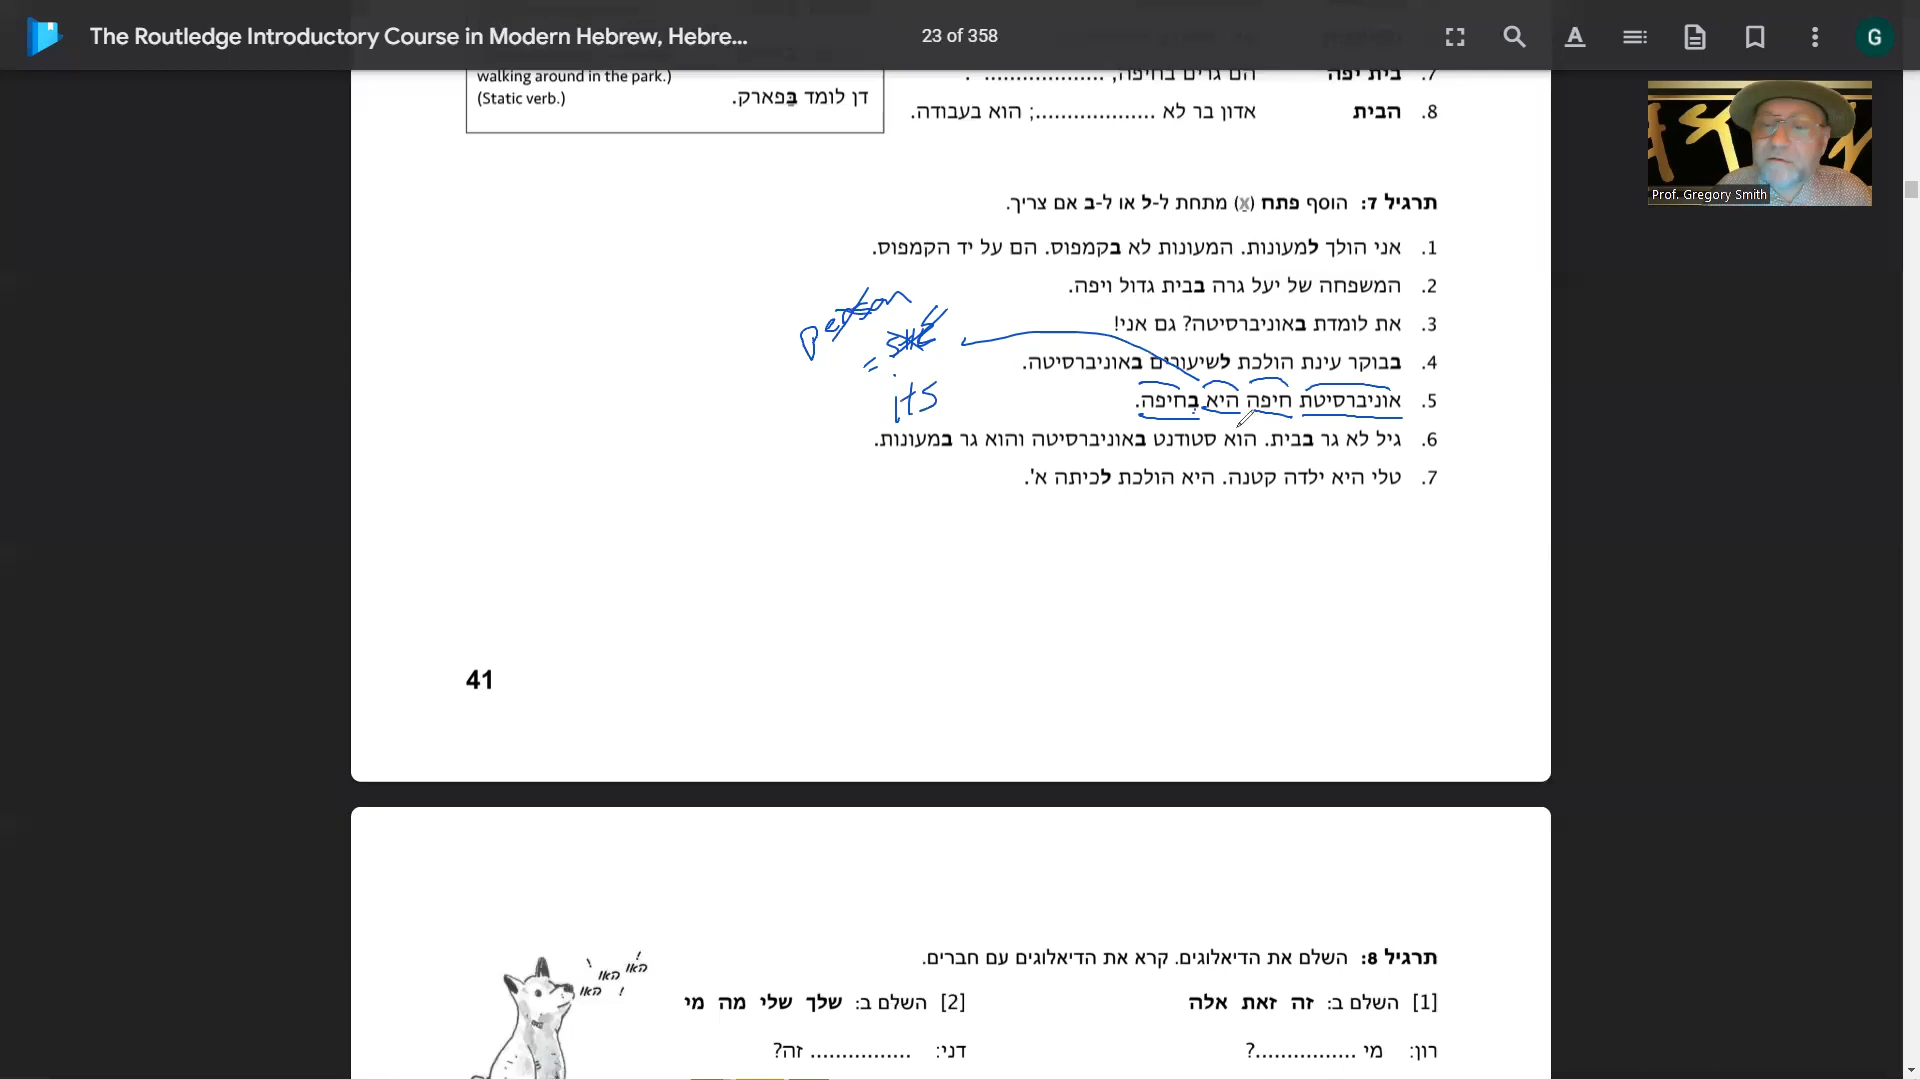 The Routledge Introductory Course in Modern Hebrew, Hebre...
23 of 358
G
Prof. Gregory Smith
walking around in the park.)
(Static verb.)
דן לומד בַּפארק.
7. בית יפה הם גרים בחיפה, .................... .
8. הבית אדון בר לא ....................; הוא בעבודה.
תרגיל 7: הוסף פתח (xַ) מתחת ל-ל או ל-ב אם צריך.
1. אני הולך למעונות. המעונות לא בקמפוס. הם על יד הקמפוס.
2. המשפחה של יעל גרה בבית גדול ויפה.
3. את לומדת באוניברסיטה? גם אני!
4. בבוקר עינת הולכת לשיעורים באוניברסיטה.
5. אוניברסיטת חיפה היא בחיפה.
6. גיל לא גר בבית. הוא סטודנט באוניברסיטה והוא גר במעונות.
7. טלי היא ילדה קטנה. היא הולכת לכיתה א'.
person
=
its
41
תרגיל 8: השלם את הדיאלוגים. קרא את הדיאלוגים עם חברים.
האו האו!
האו !
[1] השלם ב: זה זאת אלה
[2] השלם ב: שלך שלי מה מי
רון: מי .................?
דני: ................. זה?